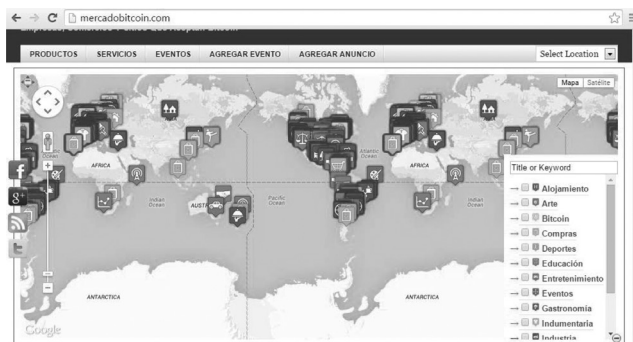 mercadobitcoin.com
PRODUCTOS SERVICIOS EVENTOS AGREGAR EVENTO AGREGAR ANUNCIO Select Location
Mapa Satélite
Atlantic Ocean
AFRICA AFRICA
Title or Keyword
Indian Ocean Pacific Ocean Indian Ocean
AUST
Alojamiento
Arte
Bitcoin
Compras
Deportes
Educación
Entretenimiento
Eventos
Gastronomía
Indumentaria
Industria
ANTARCTICA ANTARCTICA
Google